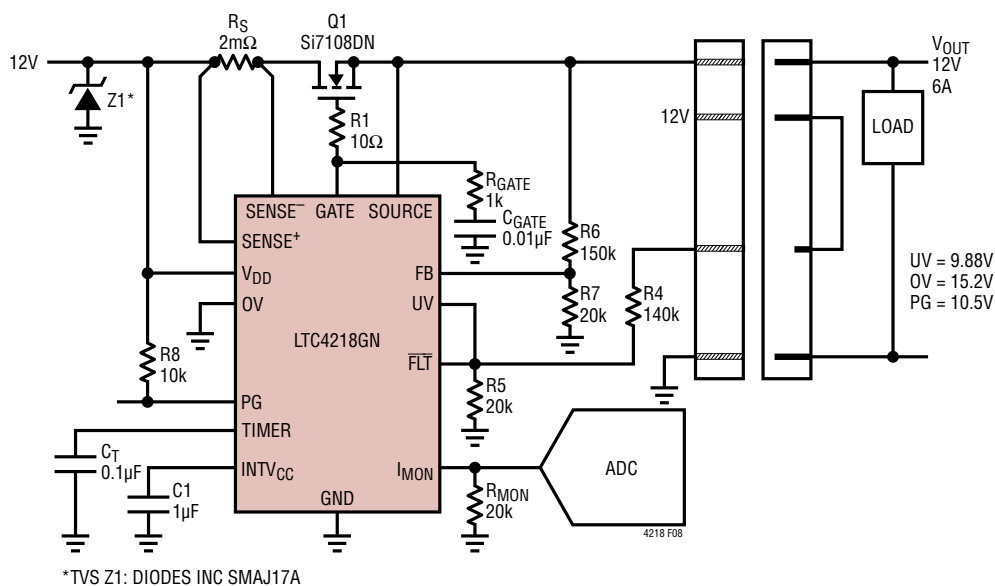 12V
Z1*
RS
2mΩ
Q1
Si7108DN
R1
10Ω
RGATE
1k
CGATE
0.01µF
R6
150k
R7
20k
R4
140k
12V
VOUT
12V
6A
LOAD
UV = 9.88V
OV = 15.2V
PG = 10.5V
SENSE–
GATE
SOURCE
SENSE+
VDD
OV
FB
UV
LTC4218GN
FLT
PG
TIMER
INTVCC
IMON
GND
R8
10k
CT
0.1µF
C1
1µF
R5
20k
RMON
20k
ADC
4218 F08
*TVS Z1: DIODES INC SMAJ17A